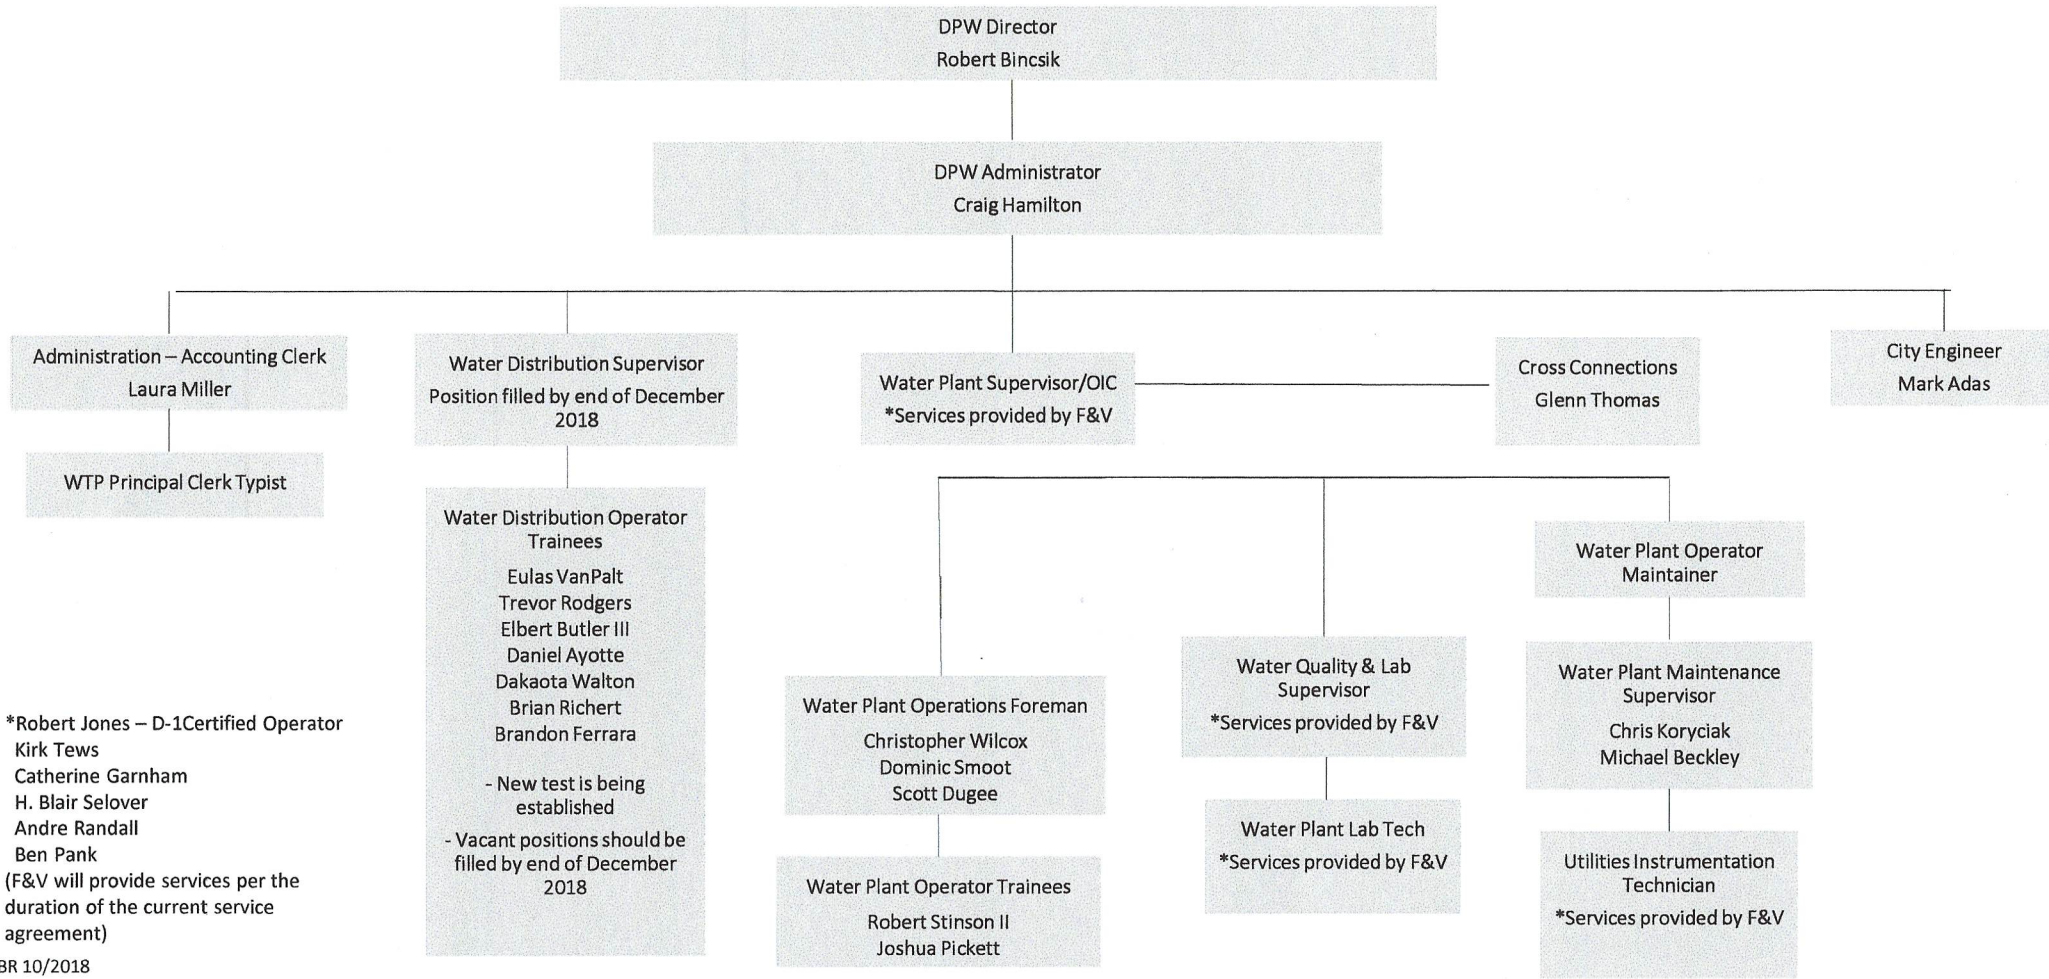 DPW Director
Robert Bincsik
DPW Administrator
Craig Hamilton
Administration – Accounting Clerk
Laura Miller
Water Distribution Supervisor
Position filled by end of December
2018
Water Plant Supervisor/OIC
*Services provided by F&V
Cross Connections
Glenn Thomas
City Engineer
Mark Adas
WTP Principal Clerk Typist
Water Distribution Operator
Trainees
Eulas VanPalt
Trevor Rodgers
Elbert Butler III
Daniel Ayotte
Dakaota Walton
Brian Richert
Brandon Ferrara
- New test is being
established
- Vacant positions should be
filled by end of December
2018
Water Plant Operations Foreman
Christopher Wilcox
Dominic Smoot
Scott Dugee
Water Plant Operator Trainees
Robert Stinson II
Joshua Pickett
Water Quality & Lab
Supervisor
*Services provided by F&V
Water Plant Lab Tech
*Services provided by F&V
Water Plant Operator
Maintainer
Water Plant Maintenance
Supervisor
Chris Koryciak
Michael Beckley
Utilities Instrumentation
Technician
*Services provided by F&V
*Robert Jones – D-1Certified Operator
Kirk Tews
Catherine Garnham
H. Blair Selover
Andre Randall
Ben Pank
(F&V will provide services per the
duration of the current service
agreement)
BR 10/2018